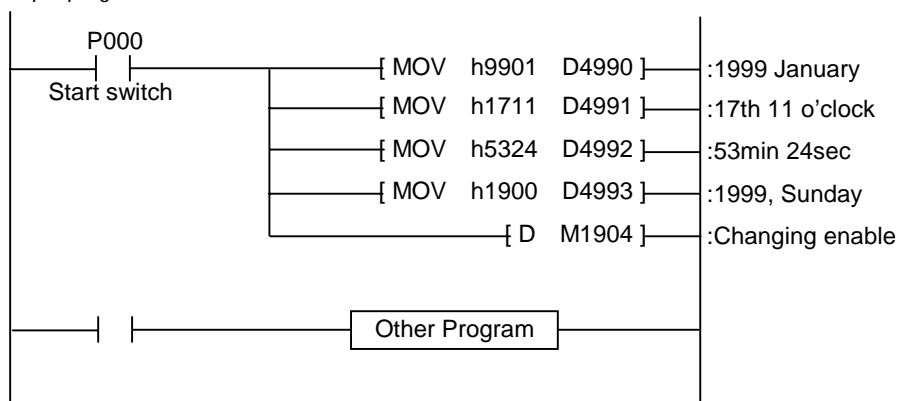 P000
[ MOV h9901 D4990 ] :1999 January
Start switch
[ MOV h1711 D4991 ] :17th 11 o'clock
[ MOV h5324 D4992 ] :53min 24sec
[ MOV h1900 D4993 ] :1999, Sunday
[ D M1904 ] :Changing enable
Other Program